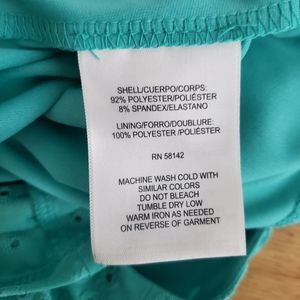 SHELL/CUERPO/CORPS:
92% POLYESTER/POLIÉSTER
8% SPANDEX/ELASTANO
LINING/FORRO/DOUBLURE:
100% POLYESTER /POLIÉSTER
RN 58142
MACHINE WASH COLD WITH
SIMILAR COLORS
DO NOT BLEACH
TUMBLE DRY LOW
WARM IRON AS NEEDED
ON REVERSE OF GARMENT